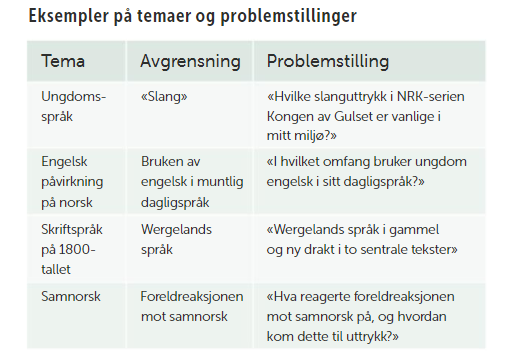 Eksempler på temaer og problemstillinger
Tema
Avgrensning
Problemstilling
Ungdoms-
språk
«Slang»
«Hvilke slanguttrykk i NRK-serien
Kongen av Gulset er vanlige i
mitt miljø?»
Engelsk
påvirkning
på norsk
Bruken av
engelsk i muntlig
dagligspråk
«I hvilket omfang bruker ungdom
engelsk i sitt dagligspråk?»
Skriftspråk
på 1800-
tallet
Wergelands
språk
«Wergelands språk i gammel
og ny drakt i to sentrale tekster»
Samnorsk
Foreldreaksjonen
mot samnorsk
«Hva reagerte foreldreaksjonen
mot samnorsk på, og hvordan
kom dette til uttrykk?»